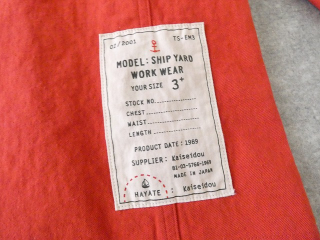 02/2001 TS-EM3
MODEL: SHIP YARD
WORK WEAR
YOUR SIZE 3+
STOCK NO.
CHEST
WAIST
LENGTH
PRODUCT DATE: 1989
SUPPLIER: Kaiseidou
MADE IN JAPAN
HAYATE : Kaiseidou